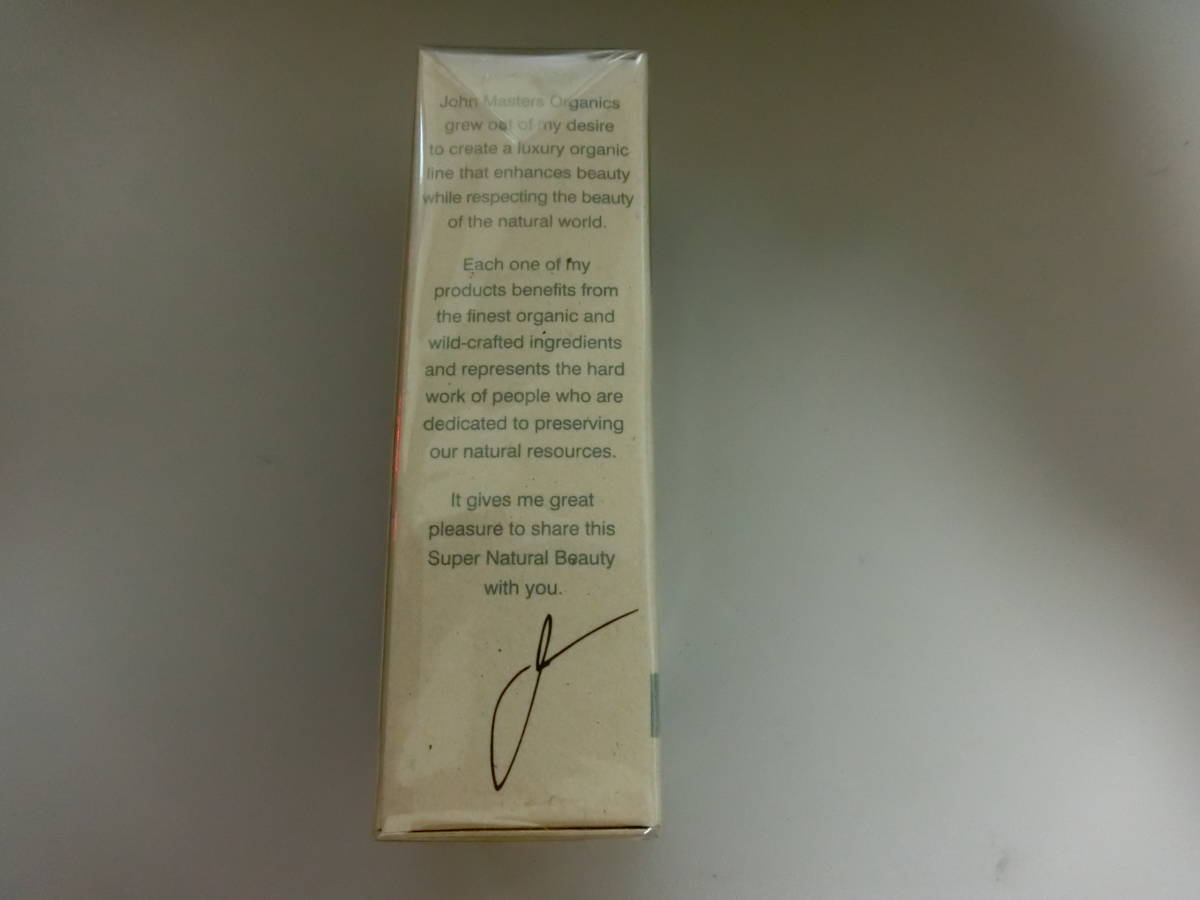 John Masters Organics
grew out of my desire
to create a luxury organic
line that enhances beauty
while respecting the beauty
of the natural world.
Each one of my
products benefits from
the finest organic and
wild-crafted ingredients
and represents the hard
work of people who are
dedicated to preserving
our natural resources.
It gives me great
pleasure to share this
Super Natural Beauty
with you.